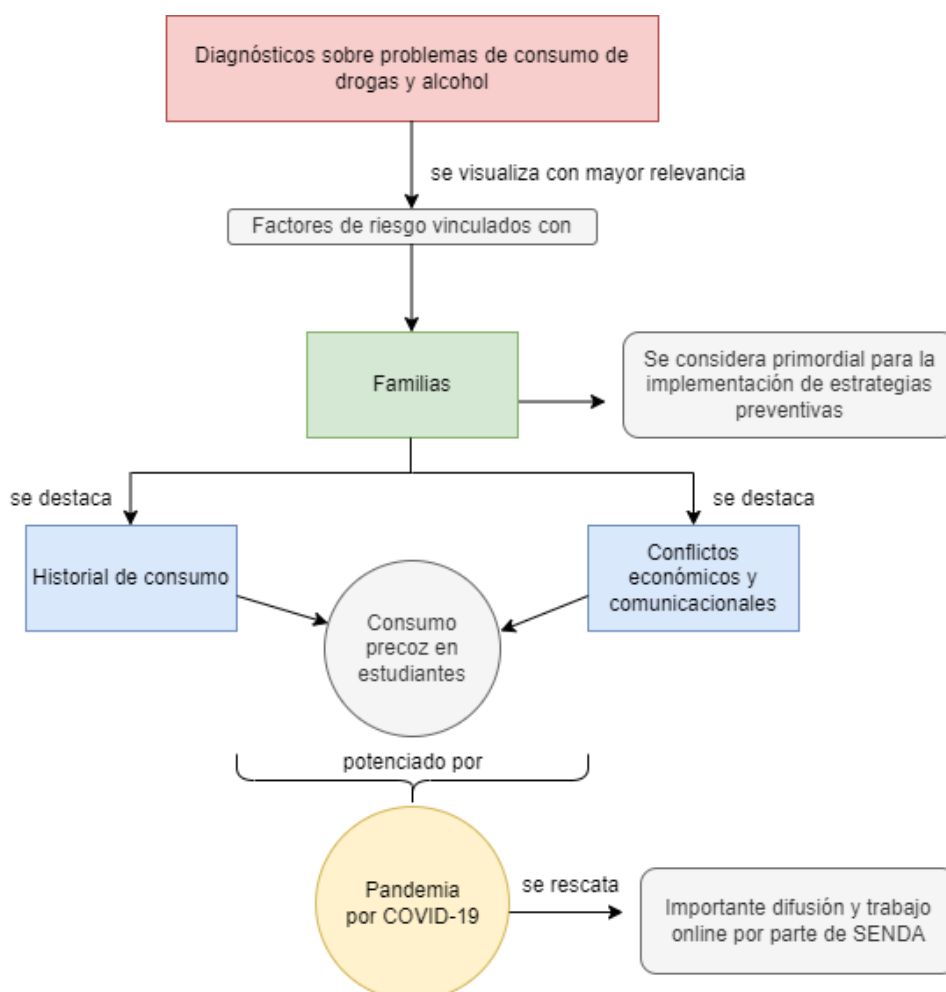 Diagnósticos sobre problemas de consumo de
drogas y alcohol
se visualiza con mayor relevancia
Factores de riesgo vinculados con
Familias
Se considera primordial para la
implementación de estrategias
preventivas
se destaca
se destaca
Historial de consumo
Conflictos
económicos y
comunicacionales
Consumo
precoz en
estudiantes
potenciado por
Pandemia
por COVID-19
se rescata
Importante difusión y trabajo
online por parte de SENDA